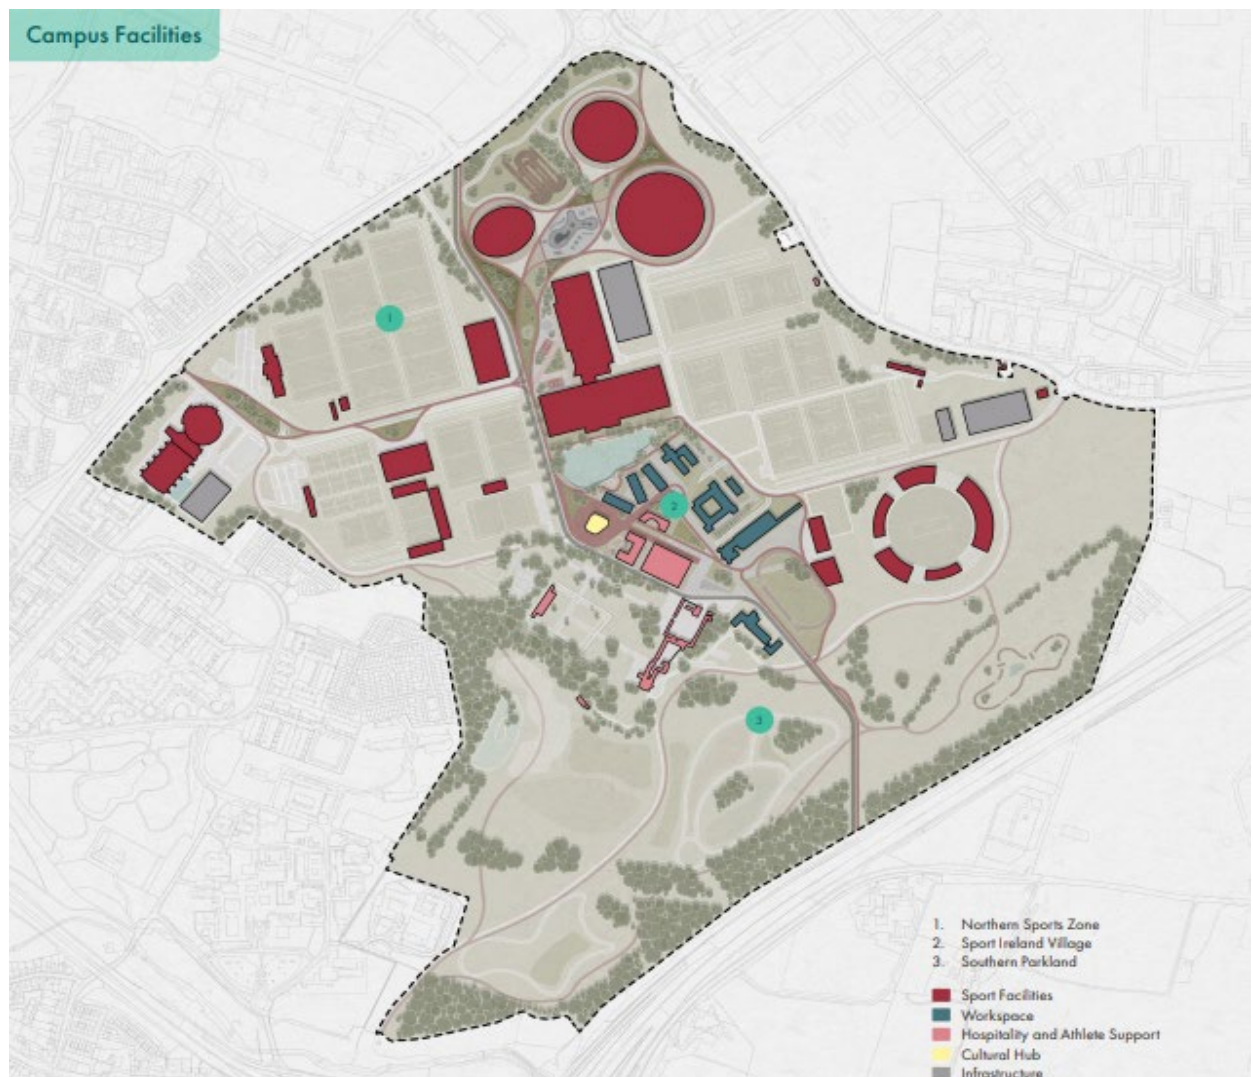 Campus Facilities
1
2
3
1. Northern Sports Zone
2. Sport Ireland Village
3. Southern Parkland
Sport Facilities
Workspace
Hospitality and Athlete Support
Cultural Hub
Infrastructure